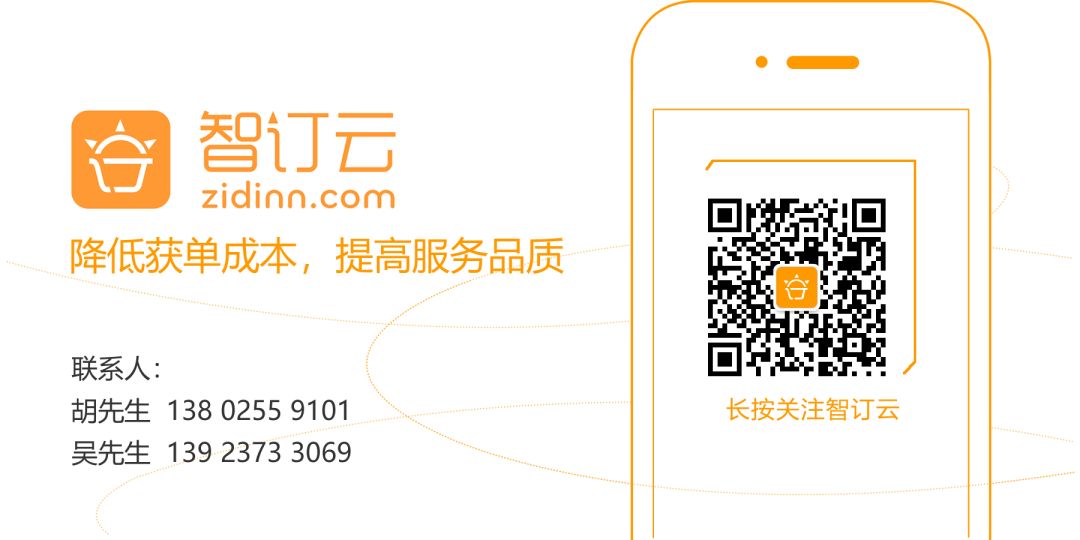 智订云
zidinn.com
降低获单成本，提高服务品质
联系人：
胡先生 138 0255 9101
吴先生 139 2373 3069
长按关注智订云